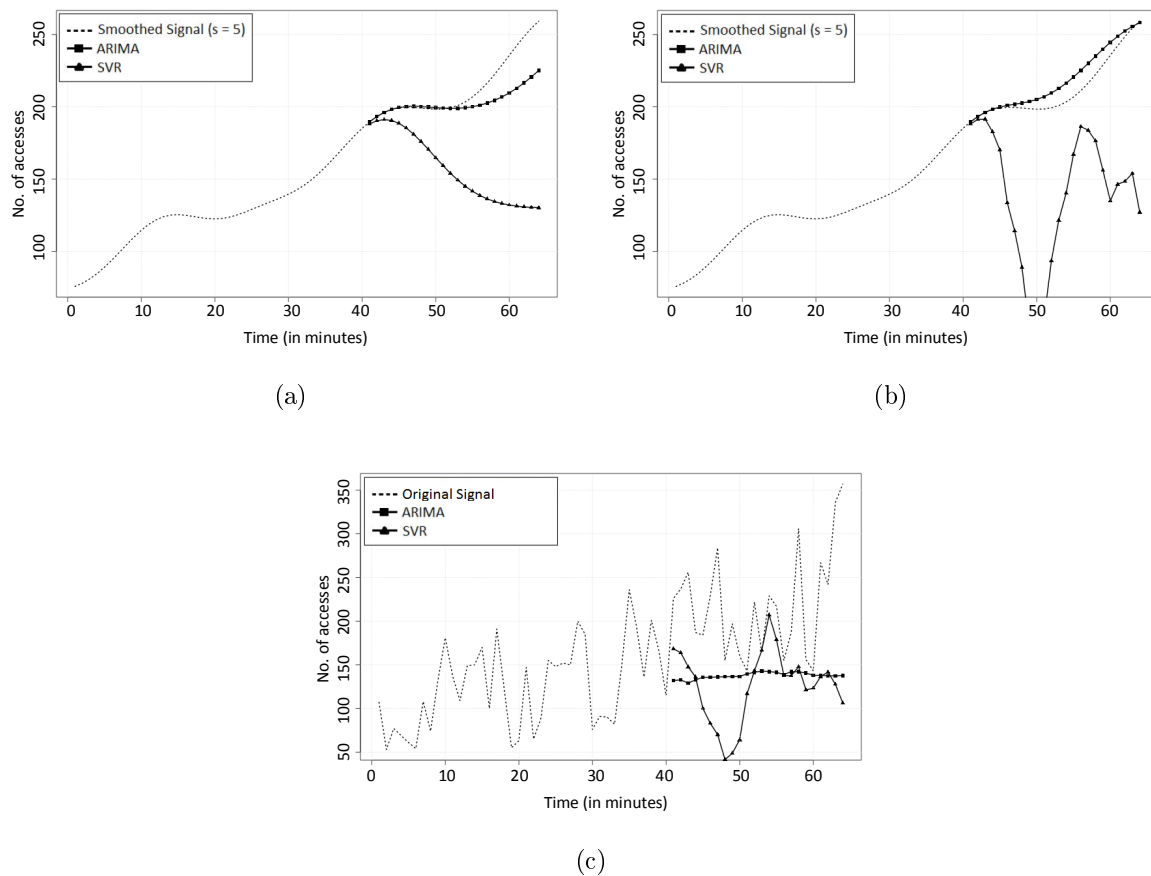 Smoothed Signal (s = 5)
ARIMA
SVR
250
200
150
100
No. of accesses
0 10 20 30 40 50 60
Time (in minutes)
(a)
Smoothed Signal (s = 5)
ARIMA
SVR
250
200
150
100
No. of accesses
0 10 20 30 40 50 60
Time (in minutes)
(b)
Original Signal
ARIMA
SVR
350
300
250
200
150
100
50
No. of accesses
0 10 20 30 40 50 60
Time (in minutes)
(c)